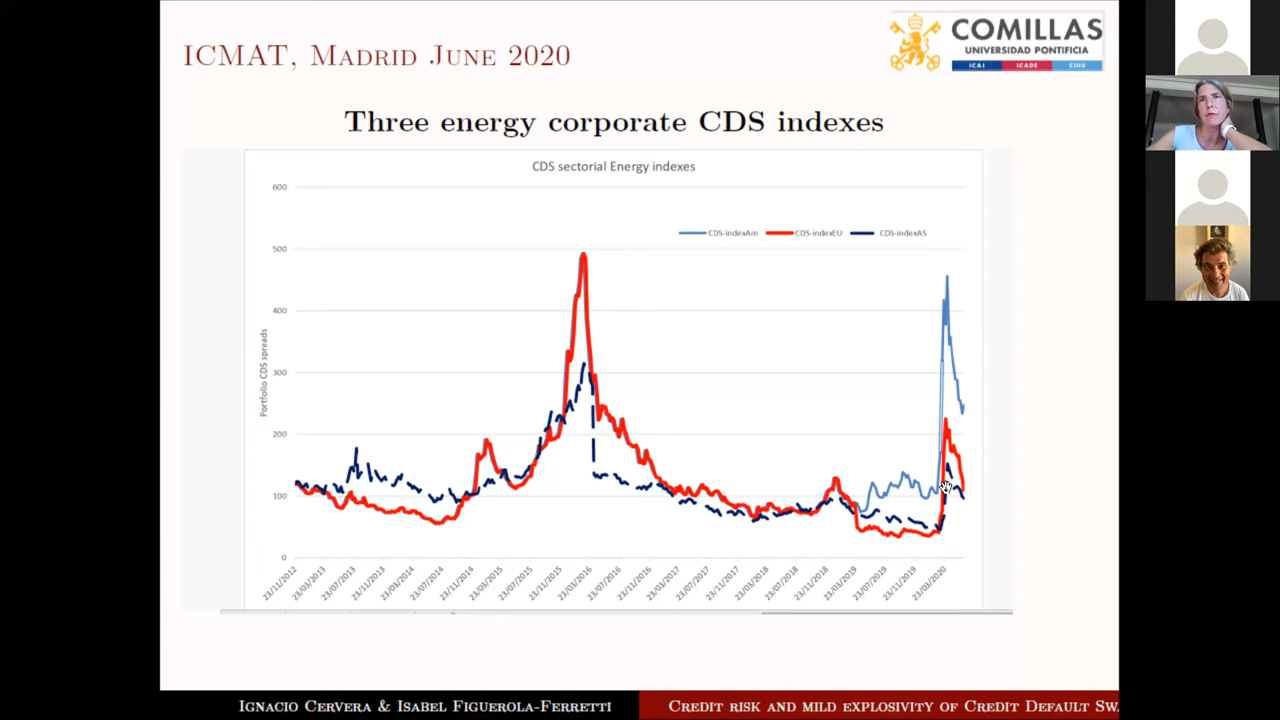 ICMAT, Madrid June 2020
COMILLAS
UNIVERSIDAD PONTIFICIA
ICAI ICADE CIHS
Three energy corporate CDS indexes
CDS sectorial Energy indexes
600
CDS-indexAm CDS-indexEU CDS-indexAS
500
400
300
200
100
0
Portfolio CDS spreads
23/11/2012 23/03/2013 23/07/2013 23/11/2013 23/03/2014 23/07/2014 23/11/2014 23/03/2015 23/07/2015 23/11/2015 23/03/2016 23/07/2016 23/11/2016 23/03/2017 23/07/2017 23/11/2017 23/03/2018 23/07/2018 23/11/2018 23/03/2019 23/07/2019 23/11/2019 23/03/2020
Ignacio Cervera & Isabel Figuerola-Ferretti
Credit risk and mild explosivity of Credit Default Swa